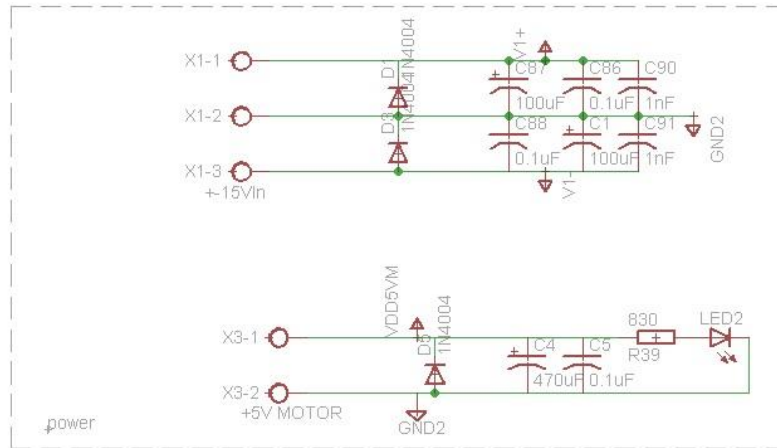 X1-1
X1-2
X1-3
+-15Vin
D1
1N4004
D3
1N4004
V1+
C87
100uF
C86
0.1uF
C90
1nF
C88
0.1uF
C1
100uF
C91
1nF
V1-
GND2
X3-1
X3-2
+5V MOTOR
VDD5VM
D5
1N4004
GND2
C4
470uF
C5
0.1uF
830
R39
LED2
power